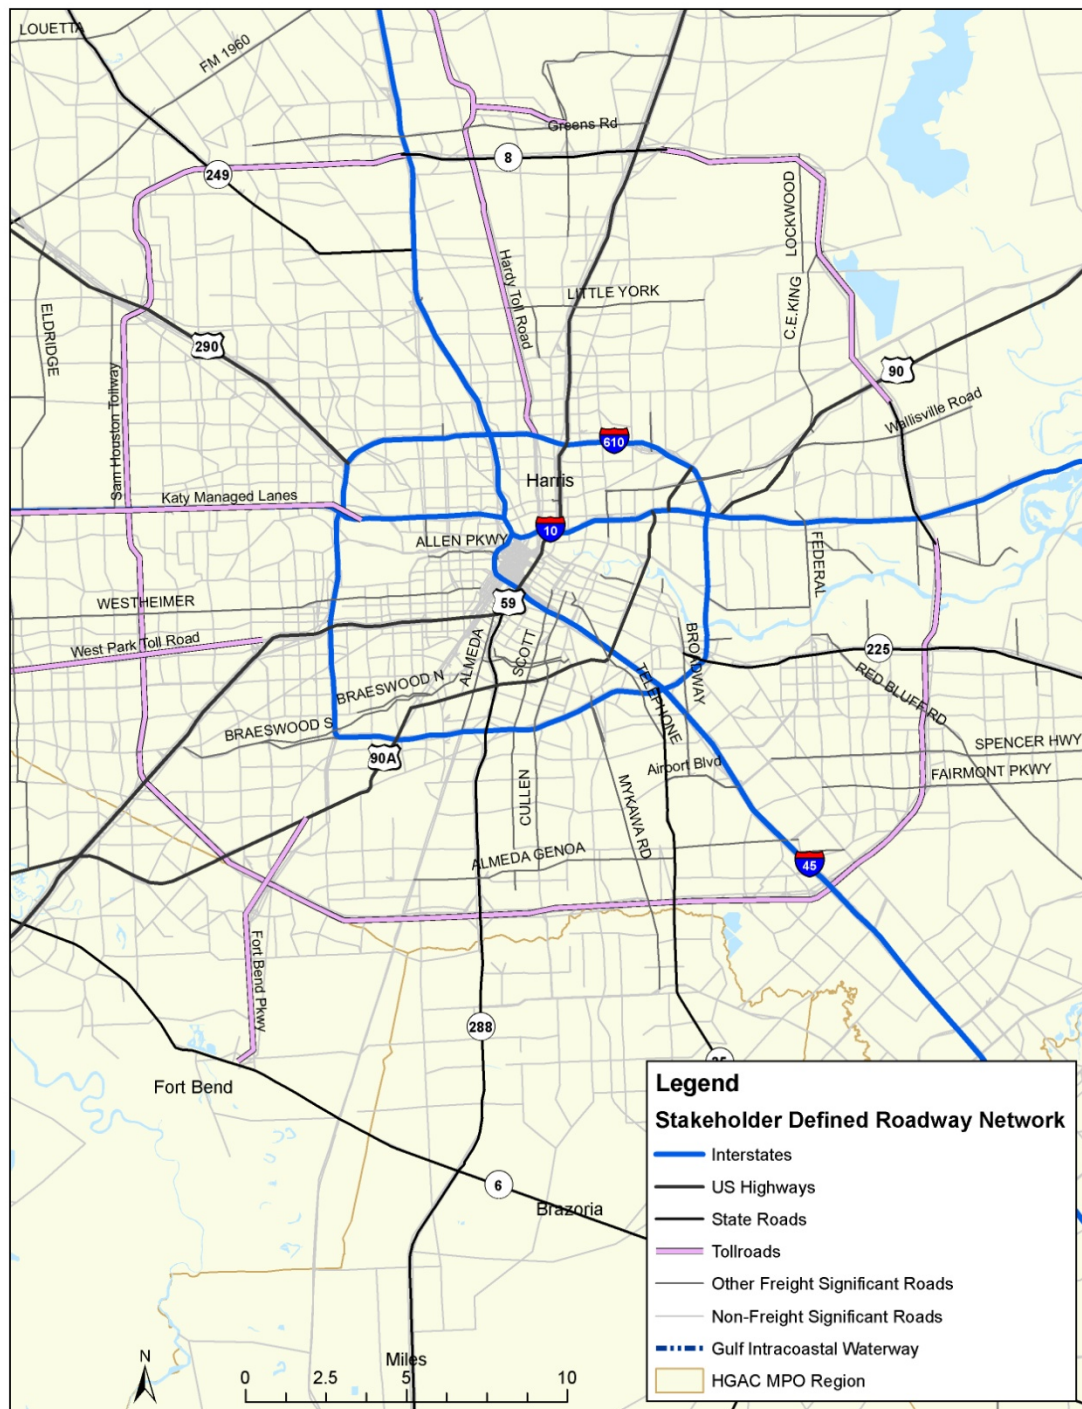 LOUETTA
FM 1960
Greens Rd
8
249
LOCKWOOD
Hardy Toll Road
LITTLE YORK
C.E.KING
ELDRIDGE
290
90
Sam Houston Tollway
Wallisville Road
610
Harris
Katy Managed Lanes
10
ALLEN PKWY
FEDERAL
WESTHEIMER
59
West Park Toll Road
ALMEDA
SCOTT
BROADWAY
225
BRAESWOOD N
TELEPHONE
RED BLUFF RD
BRAESWOOD S
90A
SPENCER HWY
Airport Blvd
FAIRMONT PKWY
CULLEN
MYKAWA RD
ALMEDA GENOA
45
Fort Bend Pkwy
288
Fort Bend
6
Brazoria
Legend
Stakeholder Defined Roadway Network
Interstates
US Highways
State Roads
Tollroads
Other Freight Significant Roads
Non-Freight Significant Roads
Gulf Intracoastal Waterway
HGAC MPO Region
N
Miles
0 2.5 5 10